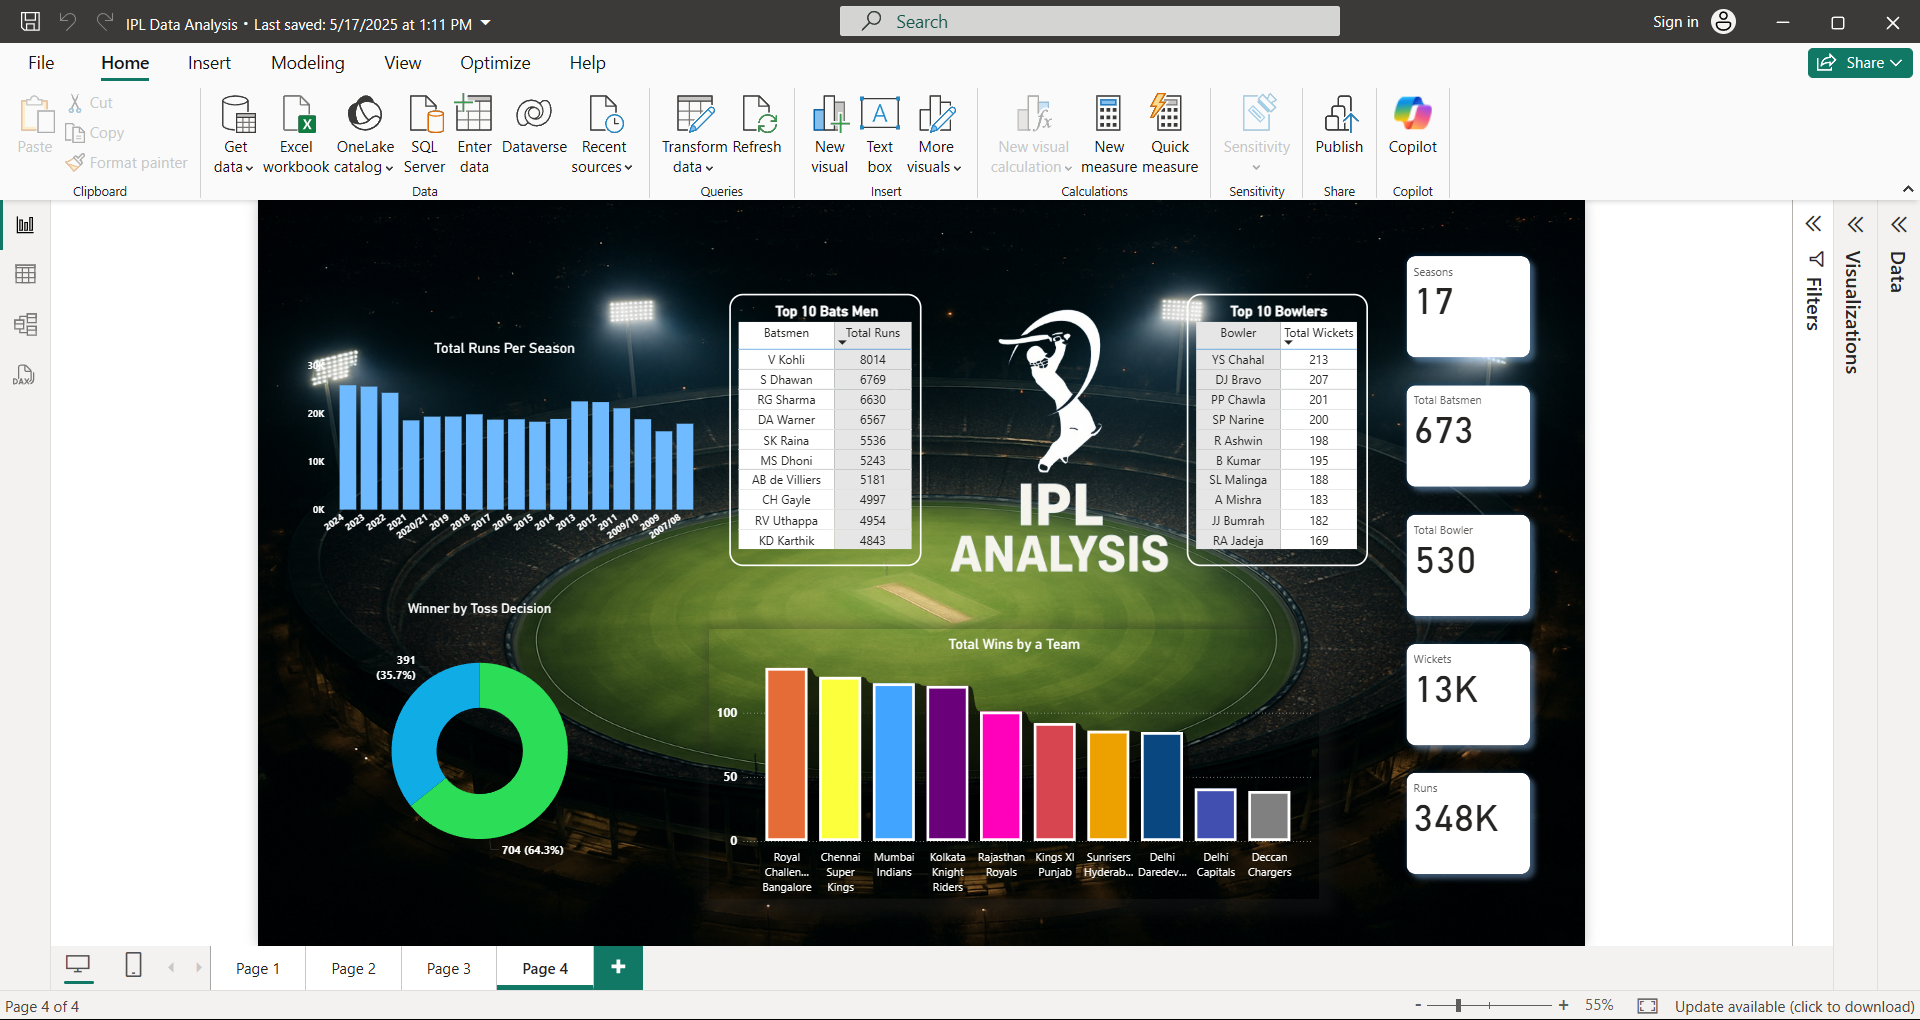 IPL Data Analysis • Last saved: 5/17/2025 at 1:11 PM
Search
Sign in
File Home Insert Modeling View Optimize Help
Share
Paste
Cut
Copy
Format painter
Clipboard
Get data
Excel workbook
OneLake catalog
SQL Server
Enter data
Dataverse
Recent sources
Data
Transform data
Refresh
Queries
New visual
Text box
More visuals
Insert
New visual calculation
New measure
Quick measure
Calculations
Sensitivity
Sensitivity
Publish
Share
Copilot
Copilot
DAX
Total Runs Per Season
30K
20K
10K
0K
2024 2023 2022 2021 2020/21 2019 2018 2017 2016 2015 2014 2013 2012 2011 2009/10 2009 2007/08
Top 10 Bats Men
Batsmen Total Runs
V Kohli 8014
S Dhawan 6769
RG Sharma 6630
DA Warner 6567
SK Raina 5536
MS Dhoni 5243
AB de Villiers 5181
CH Gayle 4997
RV Uthappa 4954
KD Karthik 4843
IPL
ANALYSIS
Top 10 Bowlers
Bowler Total Wickets
YS Chahal 213
DJ Bravo 207
PP Chawla 201
SP Narine 200
R Ashwin 198
B Kumar 195
SL Malinga 188
A Mishra 183
JJ Bumrah 182
RA Jadeja 169
Seasons
17
Total Batsmen
673
Total Bowler
530
Wickets
13K
Runs
348K
Winner by Toss Decision
391
(35.7%)
704 (64.3%)
Total Wins by a Team
100
50
0
Royal Challen... Bangalore
Chennai Super Kings
Mumbai Indians
Kolkata Knight Riders
Rajasthan Royals
Kings XI Punjab
Sunrisers Hyderab...
Delhi Daredev...
Delhi Capitals
Deccan Chargers
Filters
Visualizations
Data
Page 1 Page 2 Page 3 Page 4
Page 4 of 4
- + 55%
Update available (click to download)